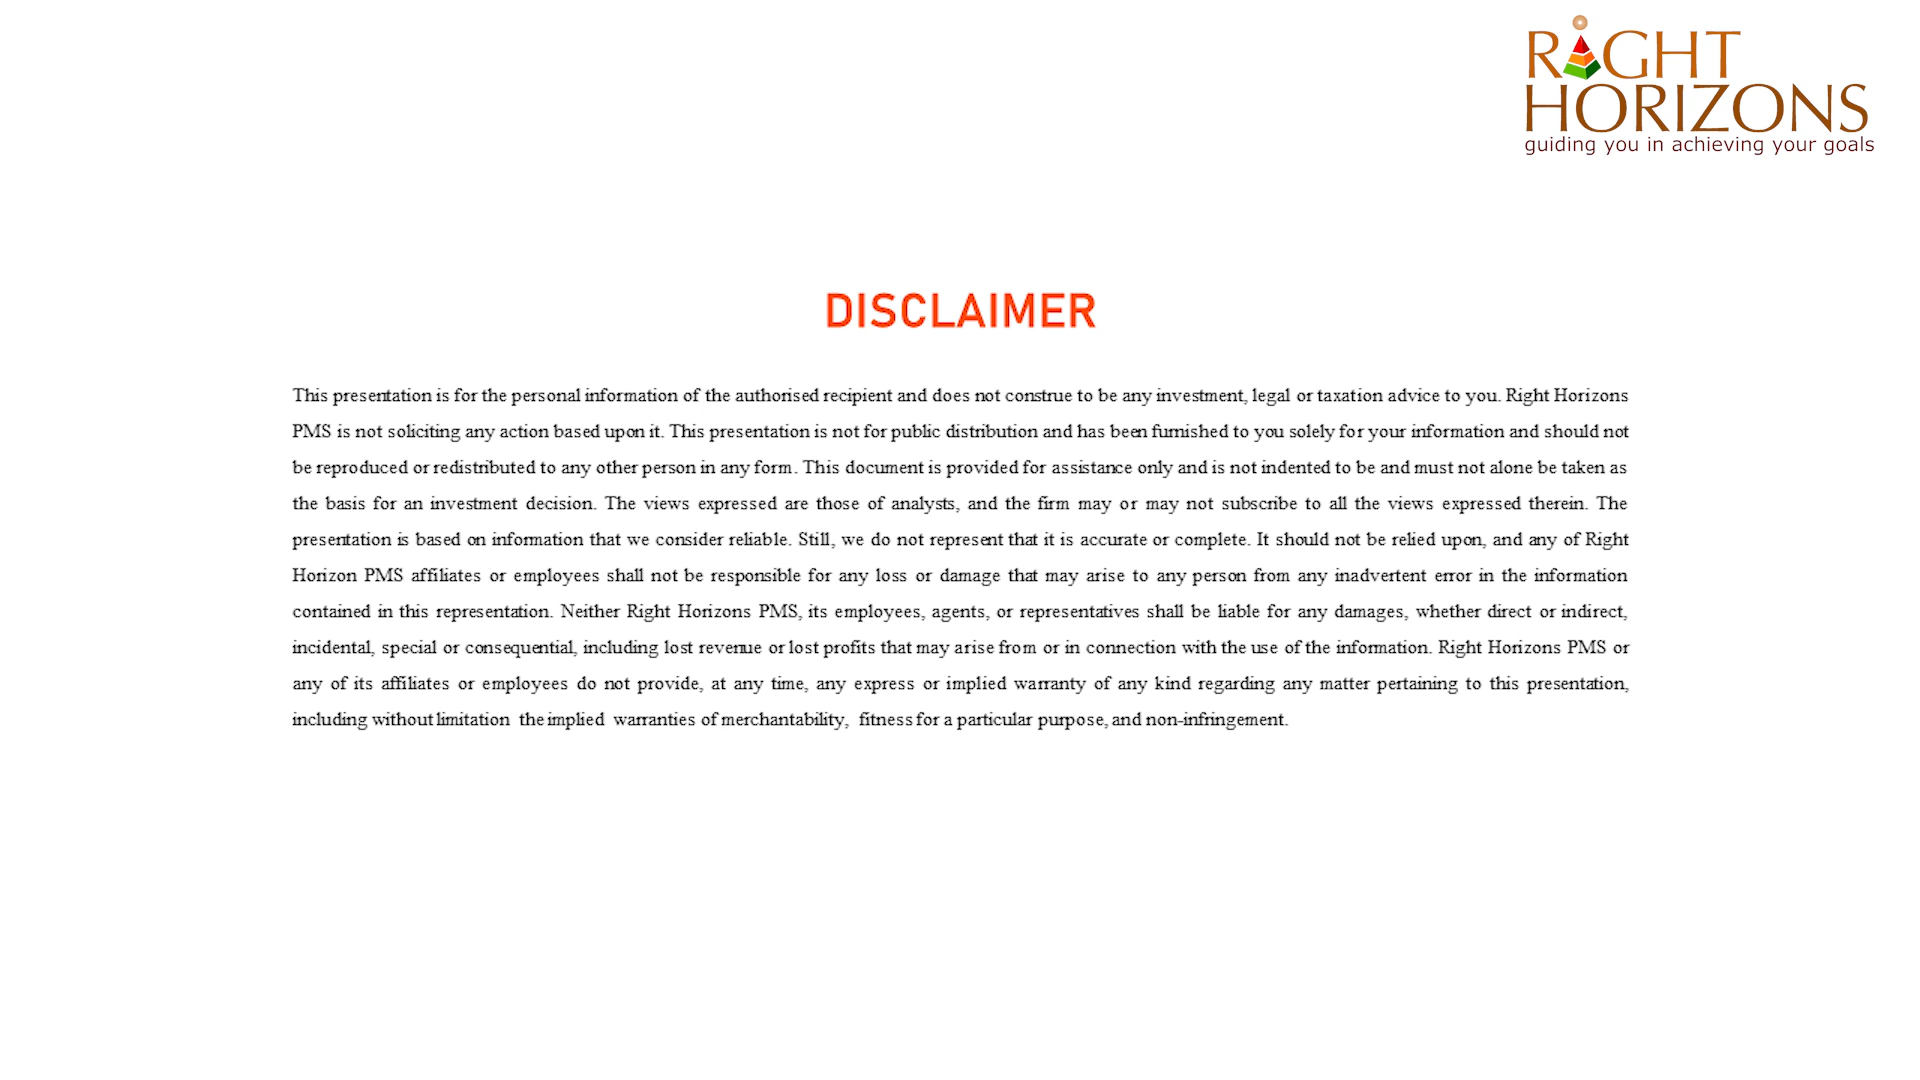 RIGHT
HORIZONS
guiding you in achieving your goals
DISCLAIMER
This presentation is for the personal information of the authorised recipient and does not construe to be any investment, legal or taxation advice to you. Right Horizons
PMS is not soliciting any action based upon it. This presentation is not for public distribution and has been furnished to you solely for your information and should not
be reproduced or redistributed to any other person in any form. This document is provided for assistance only and is not indented to be and must not alone be taken as
the basis for an investment decision. The views expressed are those of analysts, and the firm may or may not subscribe to all the views expressed therein. The
presentation is based on information that we consider reliable. Still, we do not represent that it is accurate or complete. It should not be relied upon, and any of Right
Horizon PMS affiliates or employees shall not be responsible for any loss or damage that may arise to any person from any inadvertent error in the information
contained in this representation. Neither Right Horizons PMS, its employees, agents, or representatives shall be liable for any damages, whether direct or indirect,
incidental, special or consequential, including lost revenue or lost profits that may arise from or in connection with the use of the information. Right Horizons PMS or
any of its affiliates or employees do not provide, at any time, any express or implied warranty of any kind regarding any matter pertaining to this presentation,
including without limitation the implied warranties of merchantability, fitness for a particular purpose, and non-infringement.